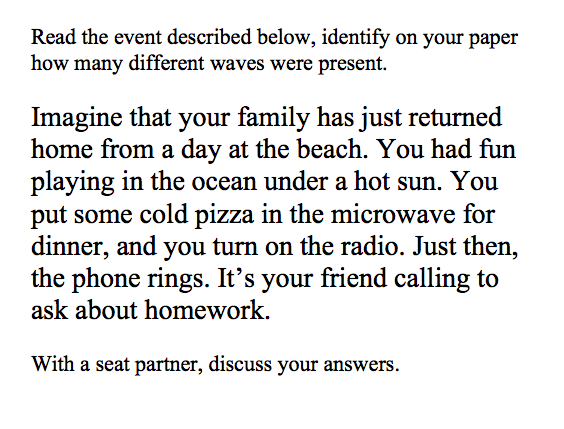 Read the event described below, identify on your paper
how many different waves were present.
Imagine that your family has just returned
home from a day at the beach. You had fun
playing in the ocean under a hot sun. You
put some cold pizza in the microwave for
dinner, and you turn on the radio. Just then,
the phone rings. It’s your friend calling to
ask about homework.
With a seat partner, discuss your answers.